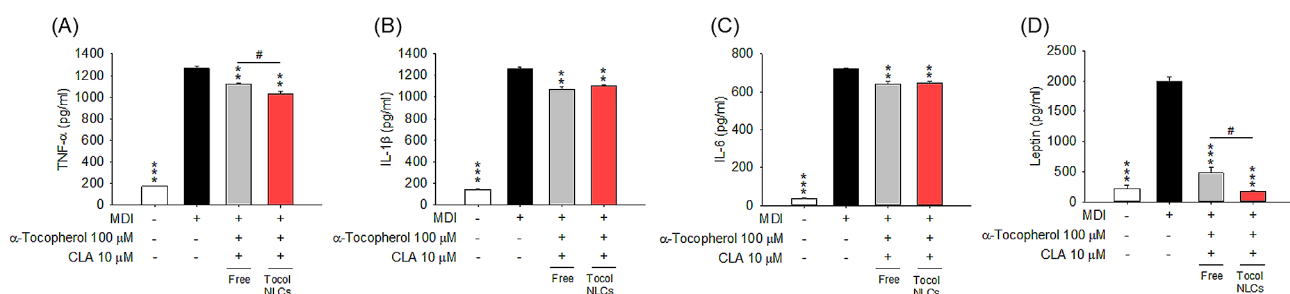 (A)
1400
1200
1000
800
600
400
200
0
TNF-α (pg/ml)
***
**
**
#
MDI - + + +
α-Tocopherol 100 μM - - + +
CLA 10 μM - - + +
Free
Tocol
NLCs
(B)
1400
1200
1000
800
600
400
200
0
IL-1β (pg/ml)
***
**
**
- + + +
- - + +
- - + +
α-Tocopherol 100 μM
CLA 10 μM
Free
Tocol
NLCs
(C)
800
600
400
200
0
IL-6 (pg/ml)
***
**
**
MDI - + + +
α-Tocopherol 100 μM - - + +
CLA 10 μM - - + +
Free
Tocol
NLCs
(D)
2500
2000
1500
1000
500
0
Leptin (pg/ml)
***
***
***
#
MDI - + + +
α-Tocopherol 100 μM - - + +
CLA 10 μM - - + +
Free
Tocol
NLCs